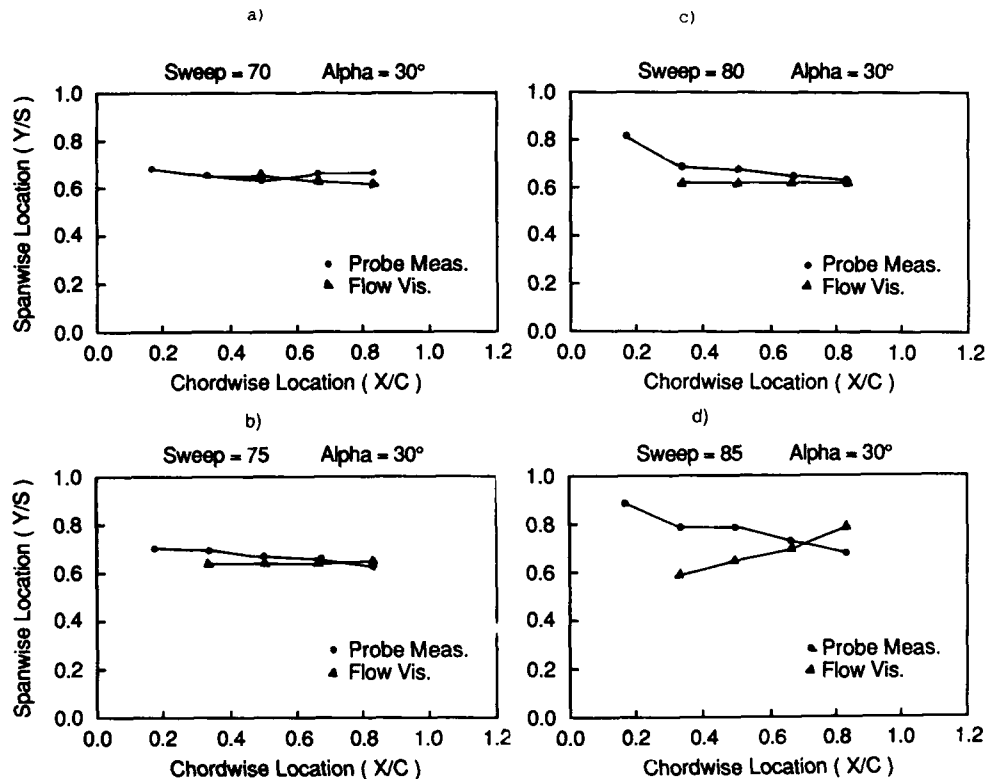 a)
Sweep = 70 Alpha = 30°
1.0
0.8
0.6
0.4
0.2
0.0
Spanwise Location ( Y/S )
Probe Meas.
Flow Vis.
0.0 0.2 0.4 0.6 0.8 1.0 1.2
Chordwise Location ( X/C )
b)
Sweep = 75 Alpha = 30°
1.0
0.8
0.6
0.4
0.2
0.0
Spanwise Location ( Y/S )
Probe Meas.
Flow Vis.
0.0 0.2 0.4 0.6 0.8 1.0 1.2
Chordwise Location ( X/C )
c)
Sweep = 80 Alpha = 30°
1.0
0.8
0.6
0.4
0.2
0.0
Probe Meas.
Flow Vis.
0.0 0.2 0.4 0.6 0.8 1.0 1.2
Chordwise Location ( X/C )
d)
Sweep = 85 Alpha = 30°
1.0
0.8
0.6
0.4
0.2
0.0
Probe Meas.
Flow Vis.
0.0 0.2 0.4 0.6 0.8 1.0 1.2
Chordwise Location ( X/C )